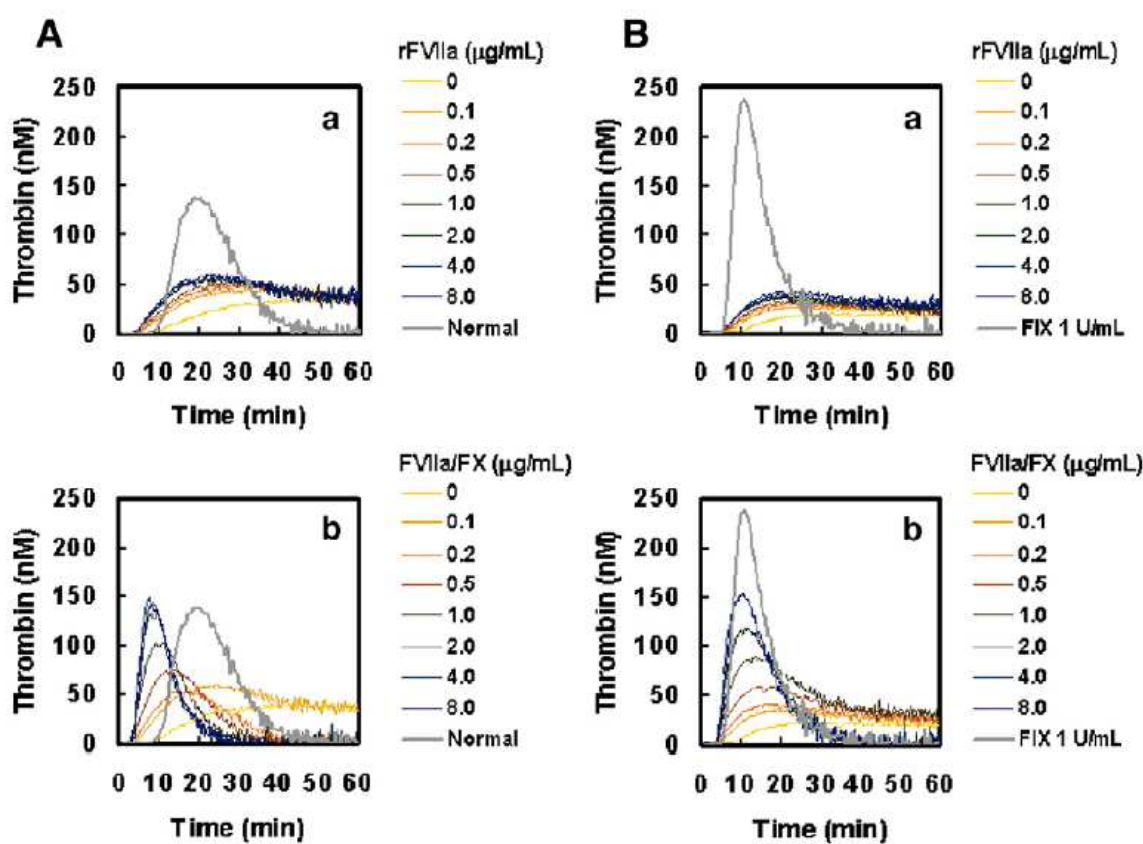 A
rFVIIa (µg/mL)
250
200
150
100
50
0
Thrombin (nM)
a
0
0.1
0.2
0.5
1.0
2.0
4.0
8.0
Normal
0 10 20 30 40 50 60
Time (min)
B
rFVIIa (µg/mL)
250
200
150
100
50
0
Thrombin (nM)
a
0
0.1
0.2
0.5
1.0
2.0
4.0
8.0
FIX 1 U/mL
0 10 20 30 40 50 60
Time (min)
FVIIa/FX (µg/mL)
250
200
150
100
50
0
Thrombin (nM)
b
0
0.1
0.2
0.5
1.0
2.0
4.0
8.0
Normal
0 10 20 30 40 50 60
Time (min)
FVIIa/FX (µg/mL)
250
200
150
100
50
0
Thrombin (nM)
b
0
0.1
0.2
0.5
1.0
2.0
4.0
8.0
FIX 1 U/mL
0 10 20 30 40 50 60
Time (min)